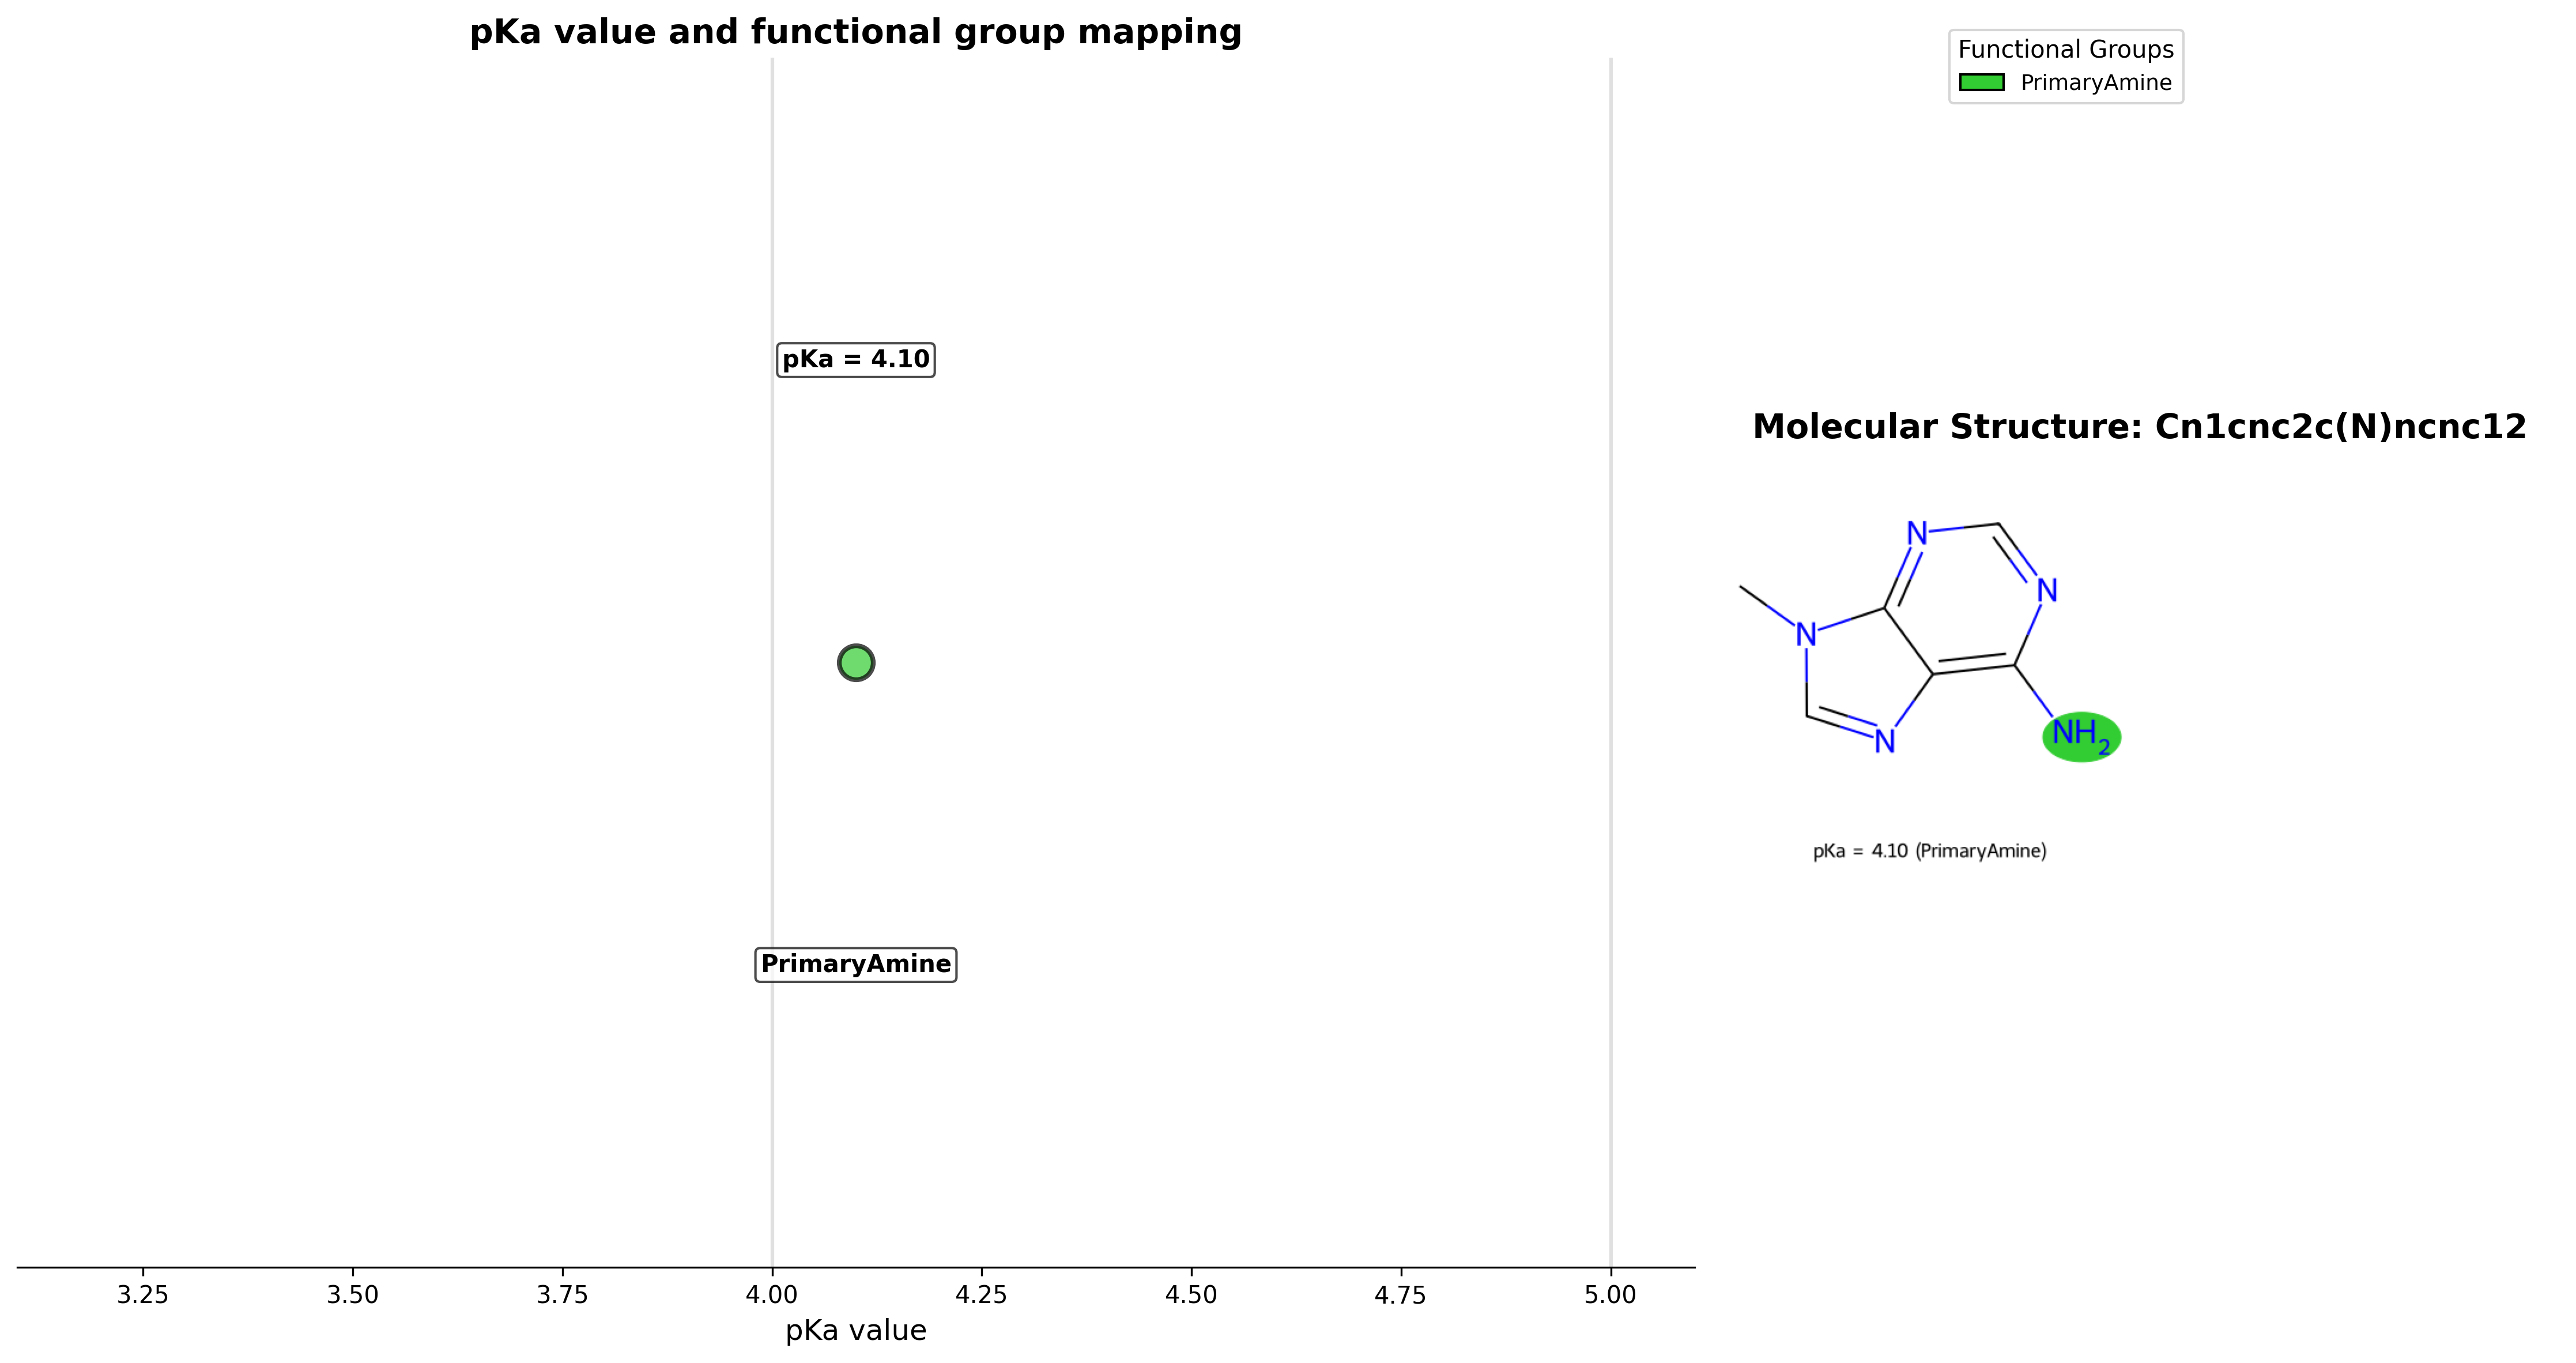 pKa value and functional group mapping
Functional Groups
PrimaryAmine
pKa = 4.10
PrimaryAmine
3.25 3.50 3.75 4.00 4.25 4.50 4.75 5.00
pKa value
Molecular Structure: Cn1cnc2c(N)ncnc12
N
N
N
N
NH2
pKa = 4.10 (PrimaryAmine)